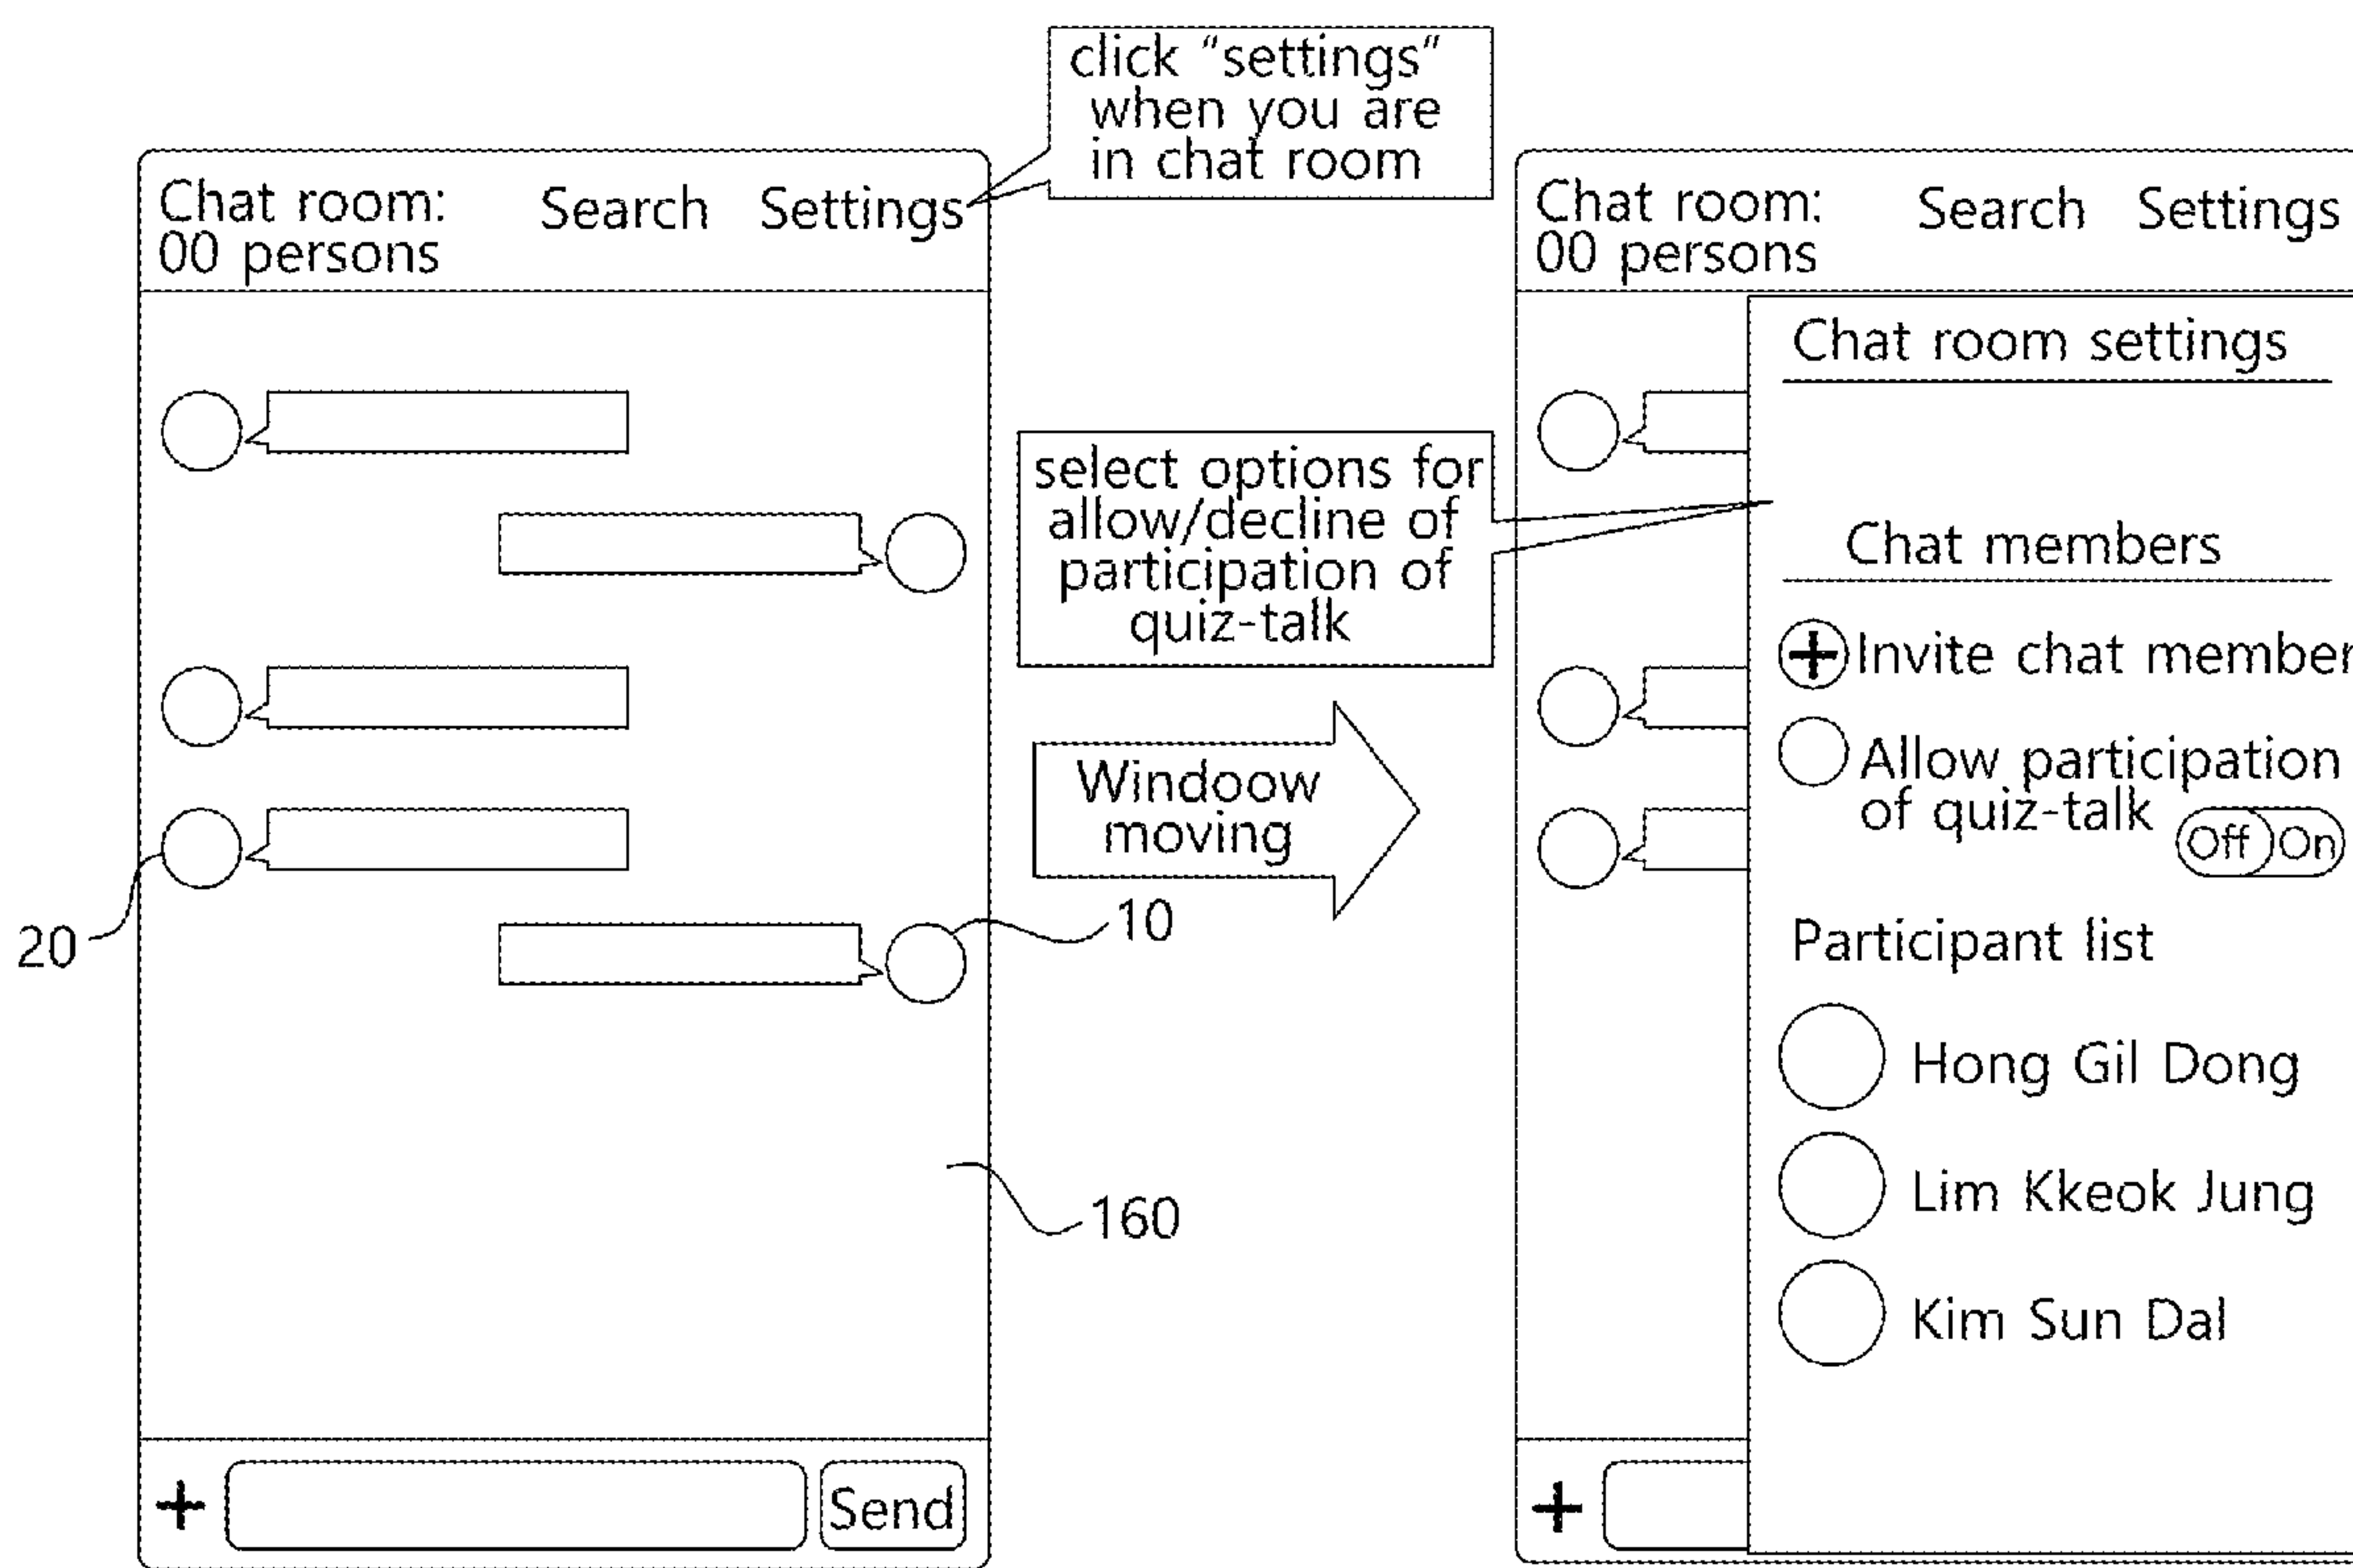 click “settings”
when you are
in chat room
Chat room:
00 persons
Search
Settings
20
10
160
+
Send
select options for
allow/decline of
participation of
quiz-talk
Windoow
moving
Chat room:
00 persons
Search
Settings
Chat room settings
Chat members
+ Invite chat member
Allow participation
of quiz-talk
Off On
Participant list
Hong Gil Dong
Lim Kkeok Jung
Kim Sun Dal
+